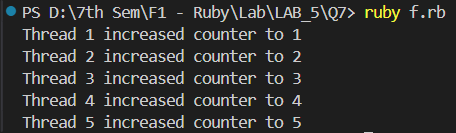 PS D:\7th Sem\F1 - Ruby\Lab\LAB_5\Q7> ruby f.rb
Thread 1 increased counter to 1
Thread 2 increased counter to 2
Thread 3 increased counter to 3
Thread 4 increased counter to 4
Thread 5 increased counter to 5